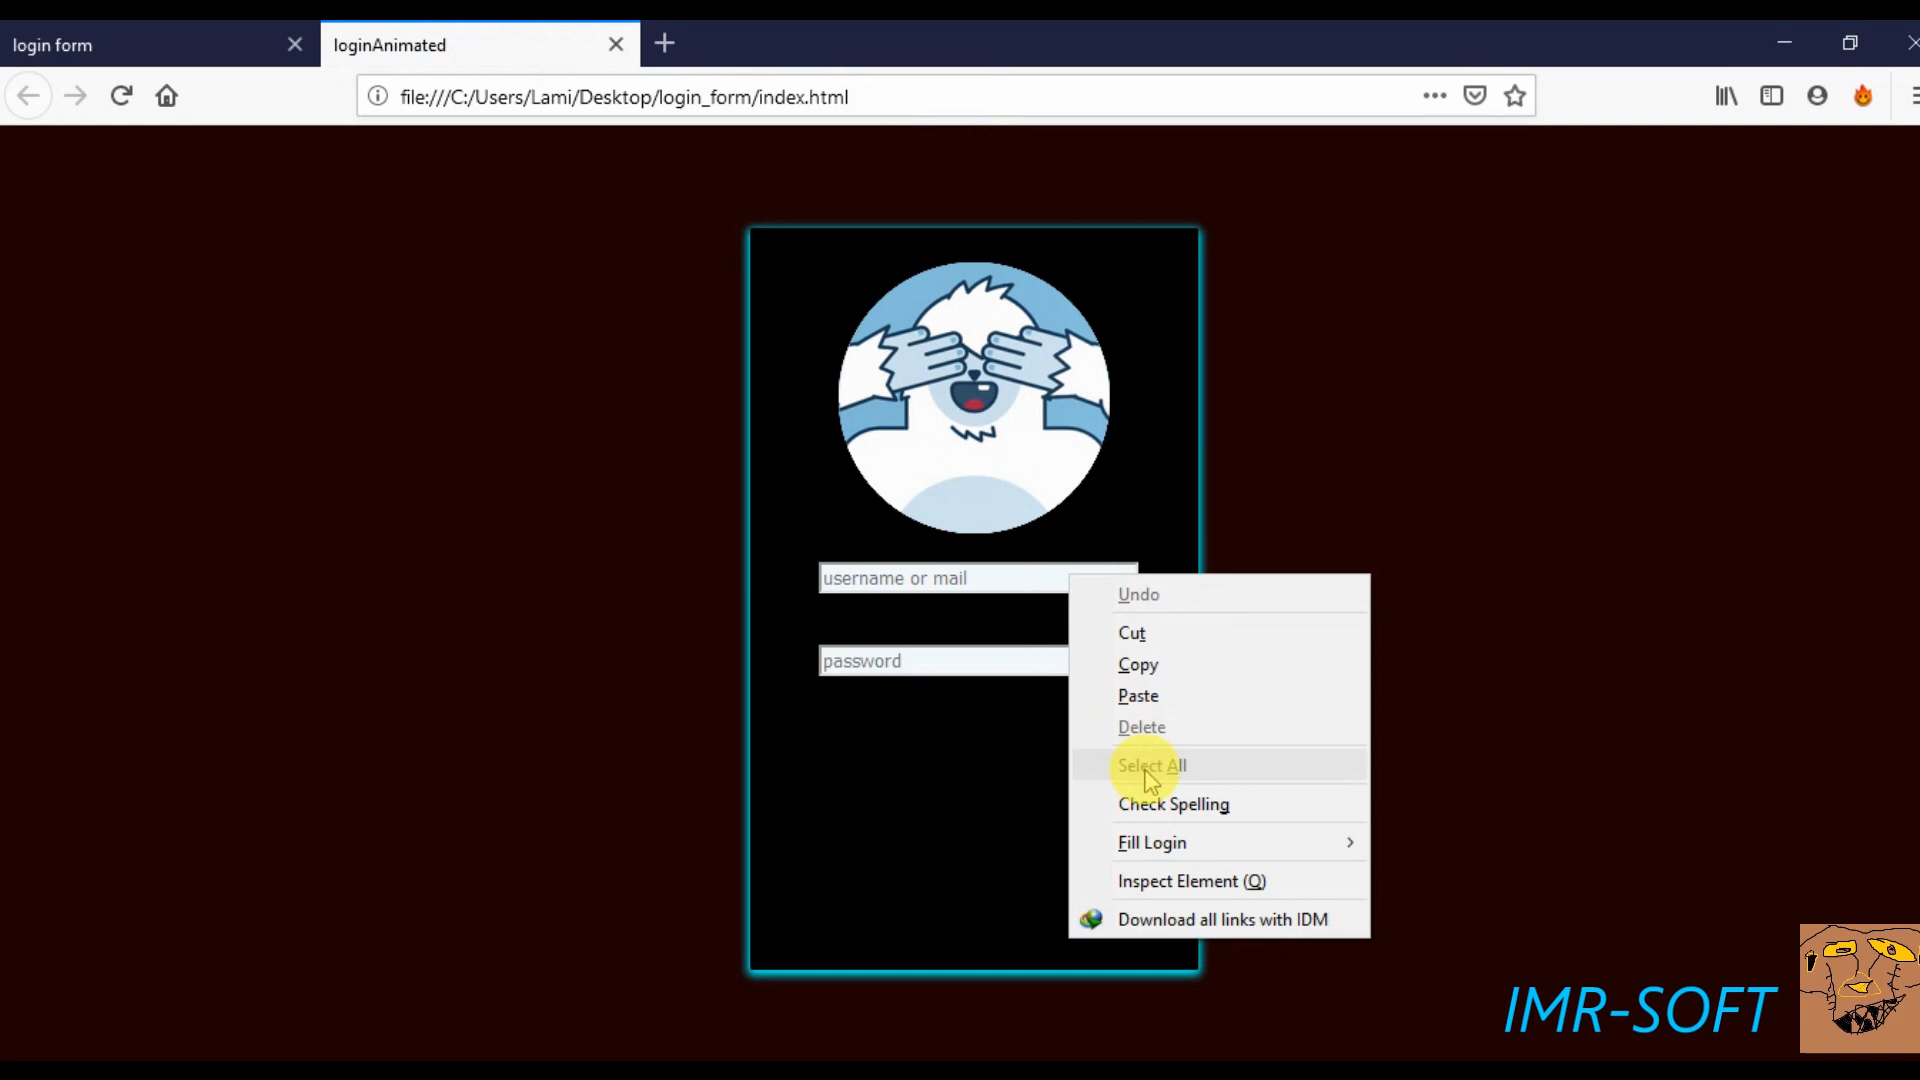 login form
loginAnimated
file:///C:/Users/Lami/Desktop/login_form/index.html
username or mail
password
Undo
Cut
Copy
Paste
Delete
Select All
Check Spelling
Fill Login
Inspect Element (Q)
Download all links with IDM
IMR-SOFT